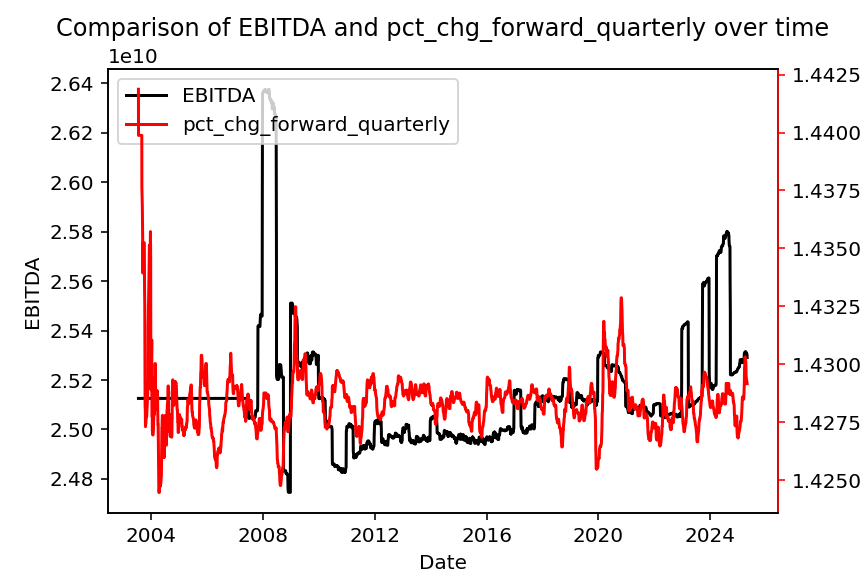 Comparison of EBITDA and pct_chg_forward_quarterly over time
1e10
EBITDA
pct_chg_forward_quarterly
2.64
2.62
2.60
2.58
2.56
2.54
2.52
2.50
2.48
EBITDA
1.4425
1.4400
1.4375
1.4350
1.4325
1.4300
1.4275
1.4250
2004 2008 2012 2016 2020 2024
Date